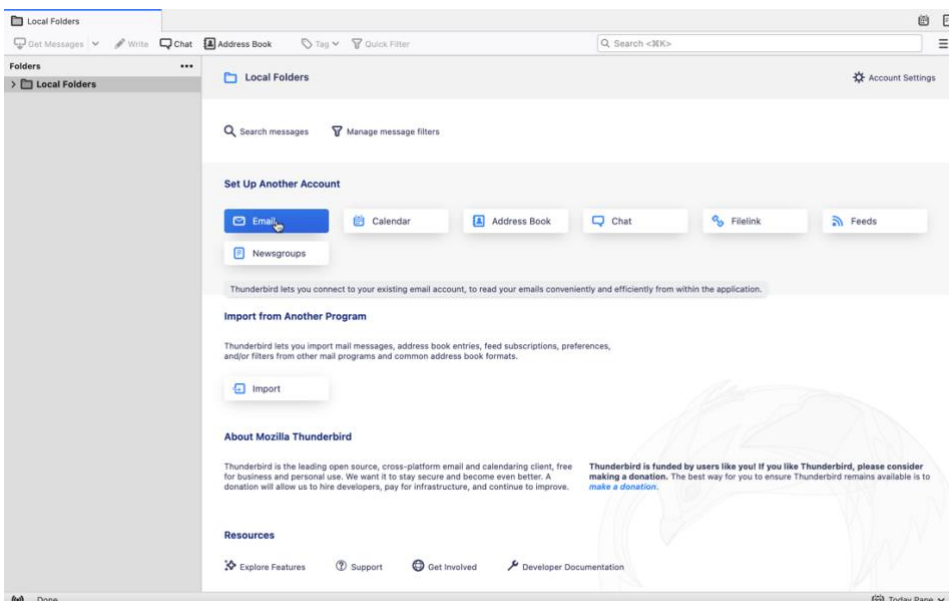 Local Folders
Get Messages Write Chat Address Book Tag Quick Filter Search <⌘K>
Folders
Local Folders
Local Folders Account Settings
Search messages Manage message filters
Set Up Another Account
Email Calendar Address Book Chat Filelink Feeds
Newsgroups
Thunderbird lets you connect to your existing email account, to read your emails conveniently and efficiently from within the application.
Import from Another Program
Thunderbird lets you import mail messages, address book entries, feed subscriptions, preferences,
and/or filters from other mail programs and common address book formats.
Import
About Mozilla Thunderbird
Thunderbird is the leading open source, cross-platform email and calendaring client, free
for business and personal use. We want it to stay secure and become even better. A
donation will allow us to hire developers, pay for infrastructure, and continue to improve.
Thunderbird is funded by users like you! If you like Thunderbird, please consider
making a donation. The best way for you to ensure Thunderbird remains available is to
make a donation.
Resources
Explore Features Support Get Involved Developer Documentation
Done Today Pane